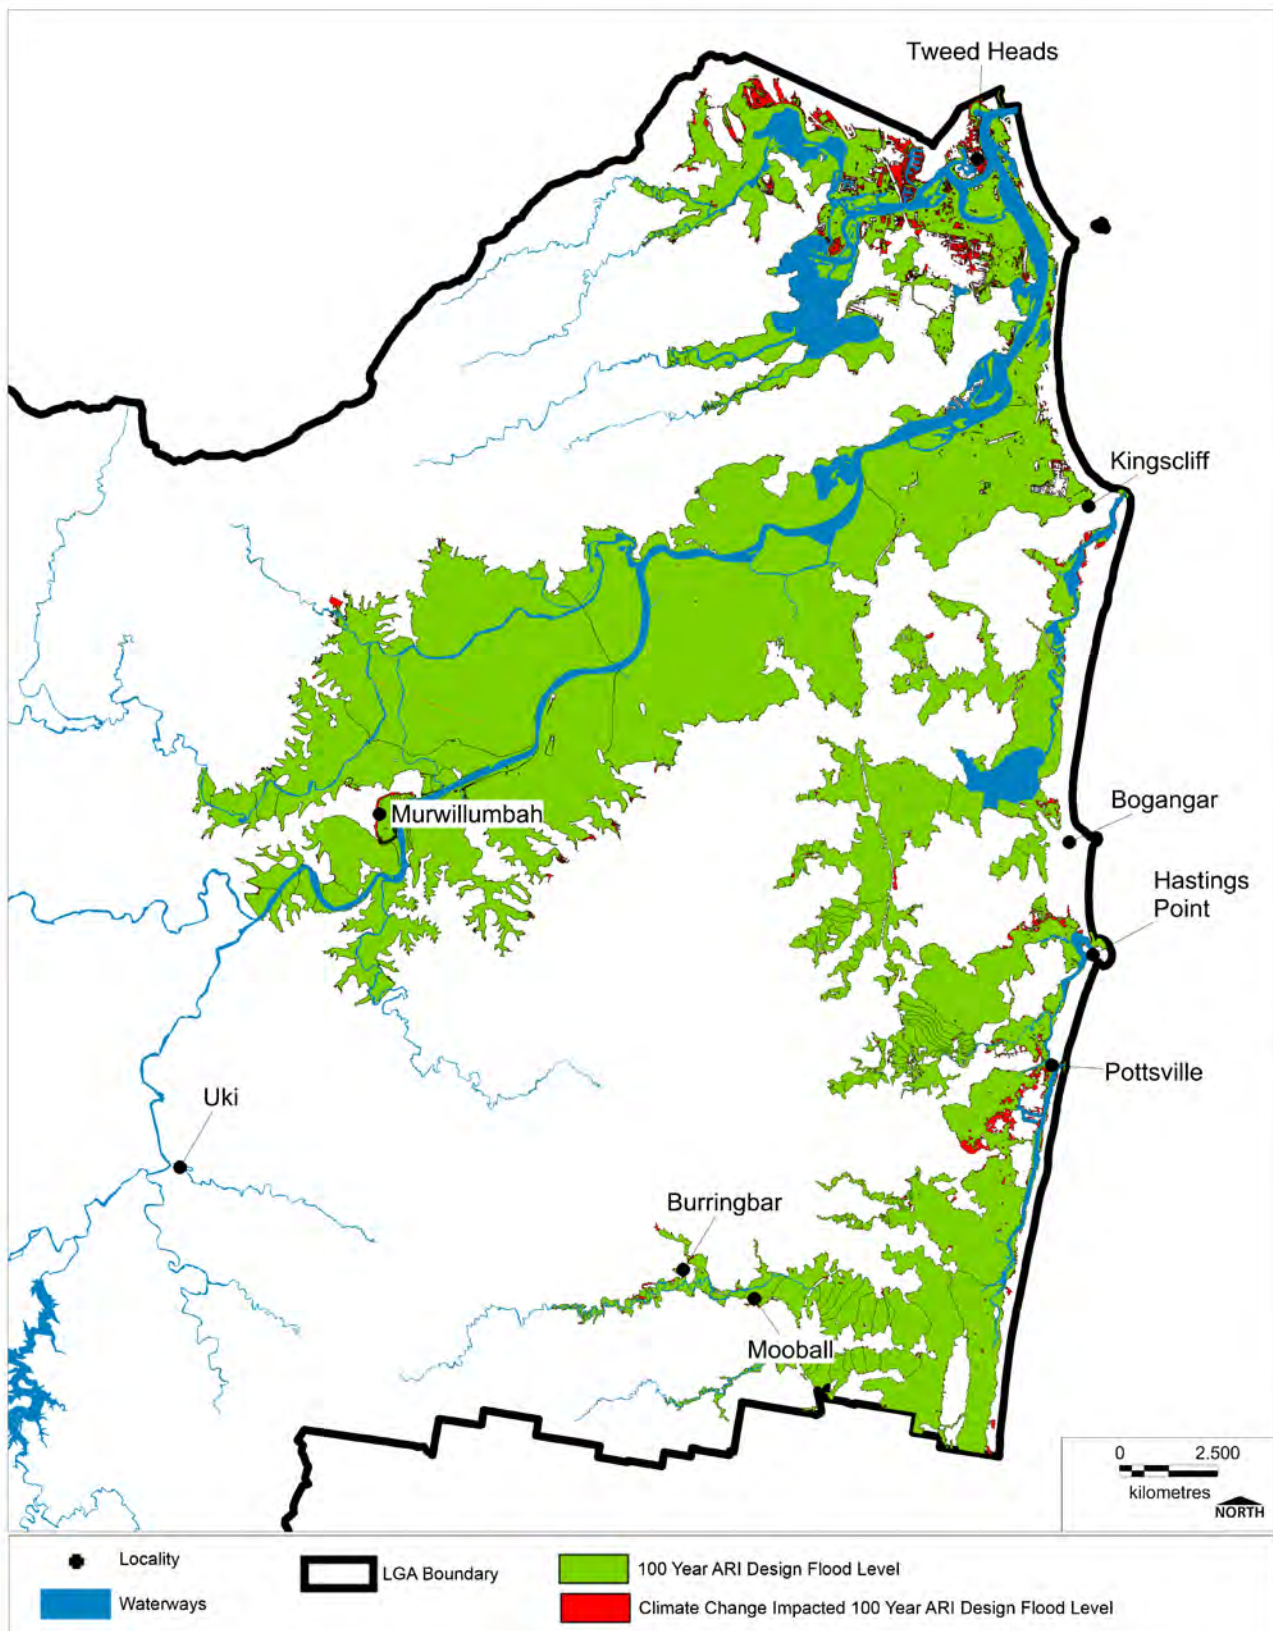 Tweed Heads
Kingscliff
Murwillumbah
Bogangar
Hastings
Point
Pottsville
Uki
Burringbar
Mooball
0 2.500
kilometres
NORTH
Locality
LGA Boundary
100 Year ARI Design Flood Level
Waterways
Climate Change Impacted 100 Year ARI Design Flood Level